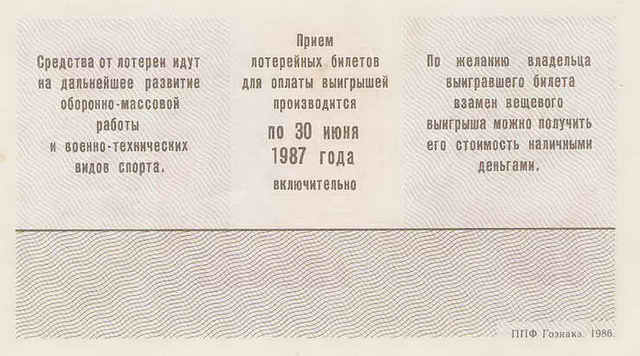 Средства от лотереи идут
на дальнейшее развитие
оборонно-массовой
работы
и военно-технических
видов спорта.
Прием
лотерейных билетов
для оплаты выигрышей
производится
по 30 июня
1987 года
включительно
По желанию владельца
выигравшего билета
взамен вещевого
выигрыша можно получить
его стоимость наличными
деньгами.
ППФ Гознака. 1986.